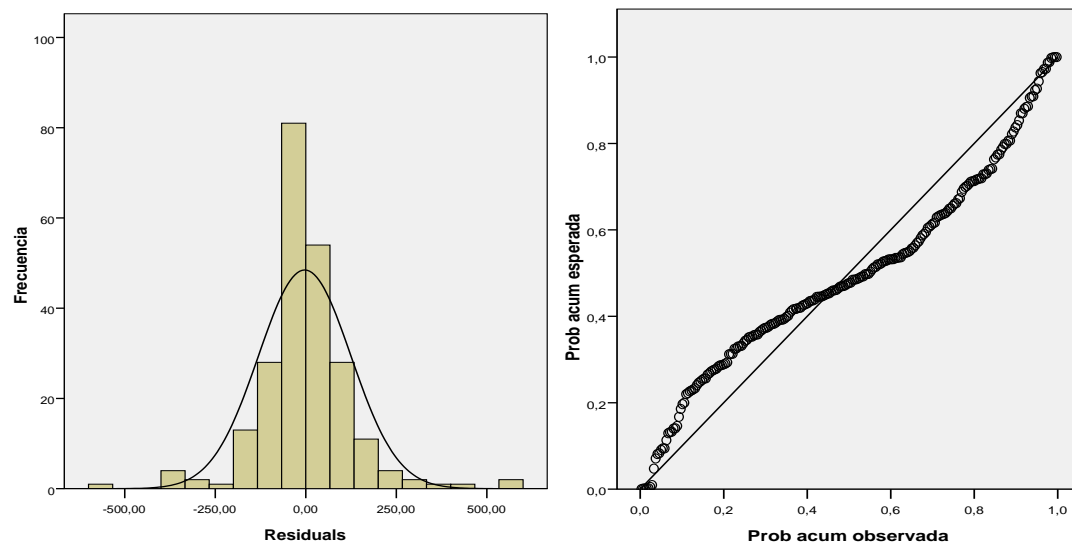 Frecuencia
100
80
60
40
20
0
-500,00 -250,00 0,00 250,00 500,00
Residuals
Prob acum esperada
1,0
0,8
0,6
0,4
0,2
0,0
0,0 0,2 0,4 0,6 0,8 1,0
Prob acum observada